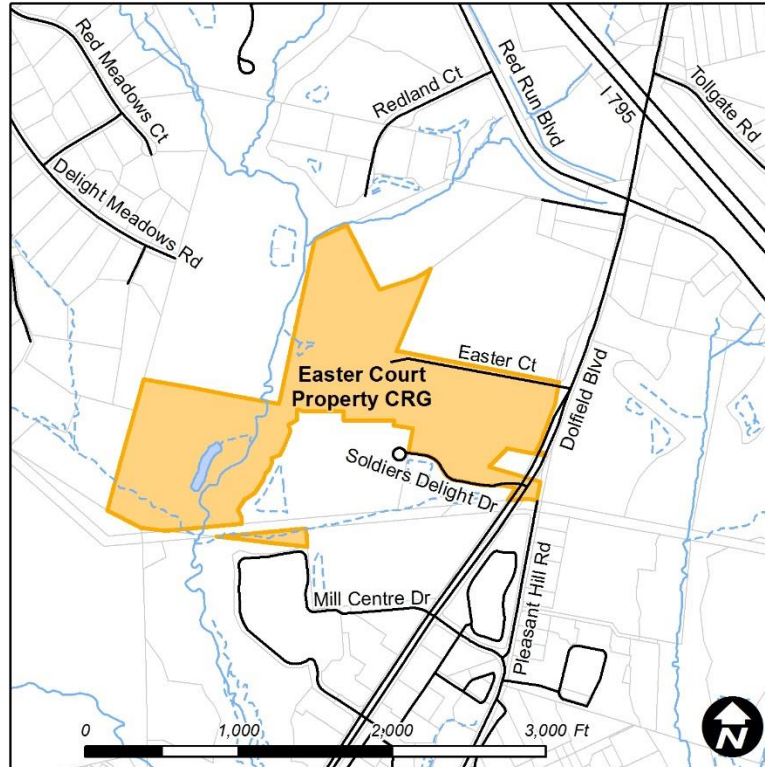 Red Meadows Ct
Redland Ct
Red Run Blvd
I 795
Tollgate Rd
Delight Meadows Rd
Easter Ct
Easter Court
Property CRG
Dolfield Blvd
Soldiers Delight Dr
Mill Centre Dr
Pleasant Hill Rd
0 1,000 2,000 3,000 Ft
N